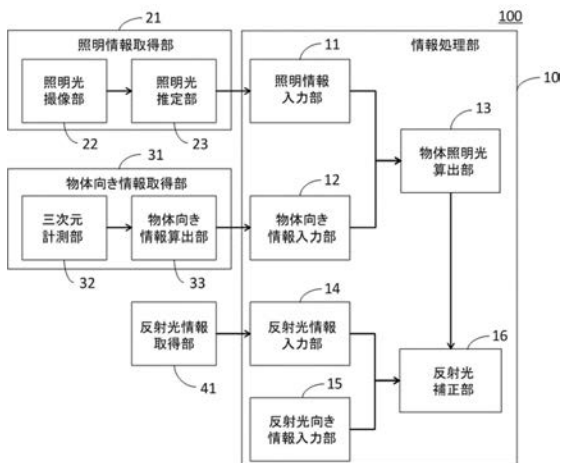 100
21
照明情報取得部
照明光
撮像部
22
照明光
推定部
23
情報処理部
10
11
照明情報
入力部
13
物体照明光
算出部
31
物体向き情報取得部
三次元
計測部
32
物体向き
情報算出部
33
12
物体向き
情報入力部
反射光情報
取得部
41
14
反射光情報
入力部
15
反射光向き
情報入力部
16
反射光
補正部